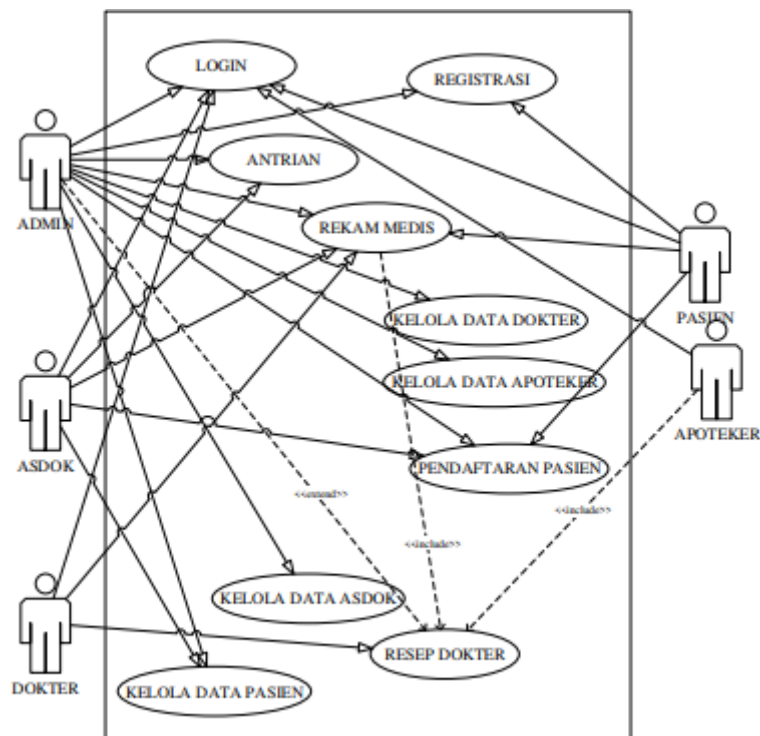 LOGIN
REGISTRASI
ANTRIAN
ADMIN
REKAM MEDIS
KELOLA DATA DOKTER
PASIEN
KELOLA DATA APOTEKER
ASDOK
APOTEKER
PENDAFTARAN PASIEN
<<extend>>
<<include>>
<<include>>
KELOLA DATA ASDOK
RESEP DOKTER
DOKTER
KELOLA DATA PASIEN